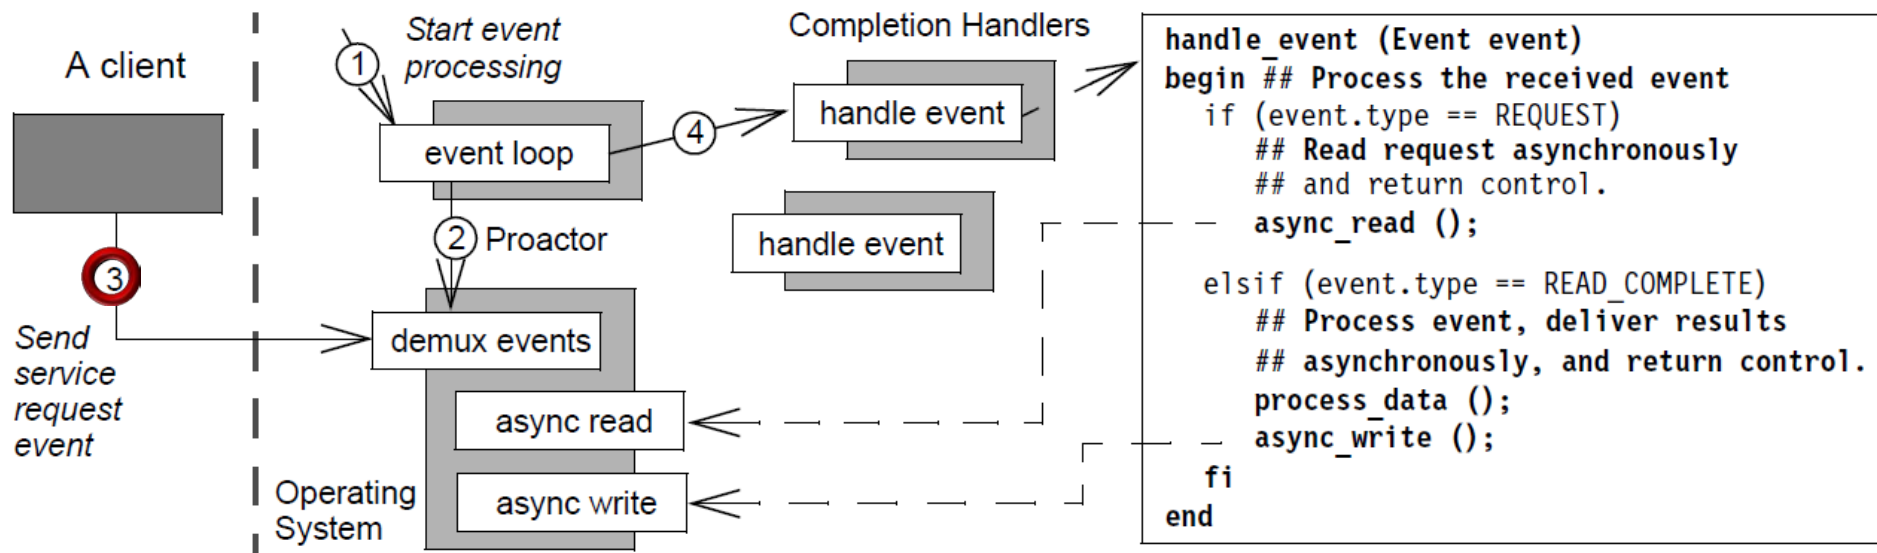 A client
3
Send
service
request
event
1
Start event
processing
event loop
4
2
Proactor
demux events
async read
async write
Operating
System
Completion Handlers
handle event
handle event
handle_event (Event event)
begin ## Process the received event
if (event.type == REQUEST)
## Read request asynchronously
## and return control.
async_read ();
elsif (event.type == READ_COMPLETE)
## Process event, deliver results
## asynchronously, and return control.
process_data ();
async_write ();
fi
end